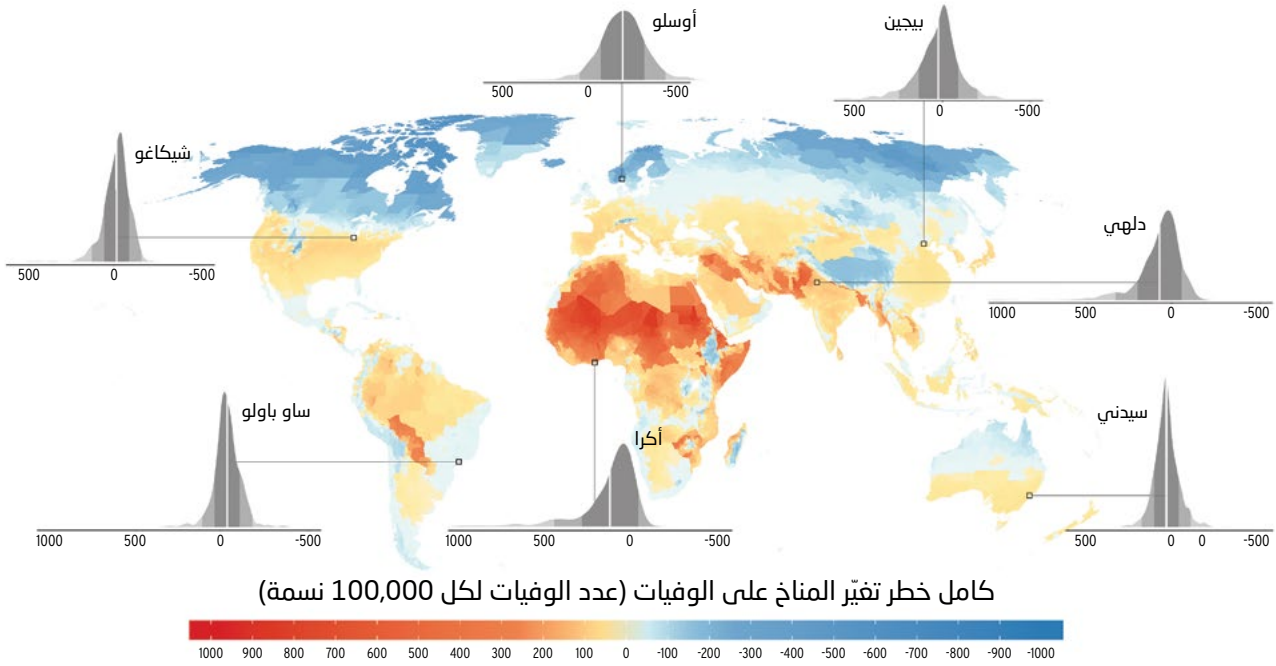 أوسلو
500 0 -500
بيجين
500 0 -500
شيكاغو
500 0 -500
دلهي
1000 500 0 -500
ساو باولو
1000 500 0 -500
أكرا
1000 500 0 -500
سيدني
500 0 0 -500
كامل خطر تغيّر المناخ على الوفيات (عدد الوفيات لكل 100,000 نسمة)
1000 900 800 700 600 500 400 300 200 100 0 -100 -200 -300 -400 -500 -600 -700 -800 -900 -1000